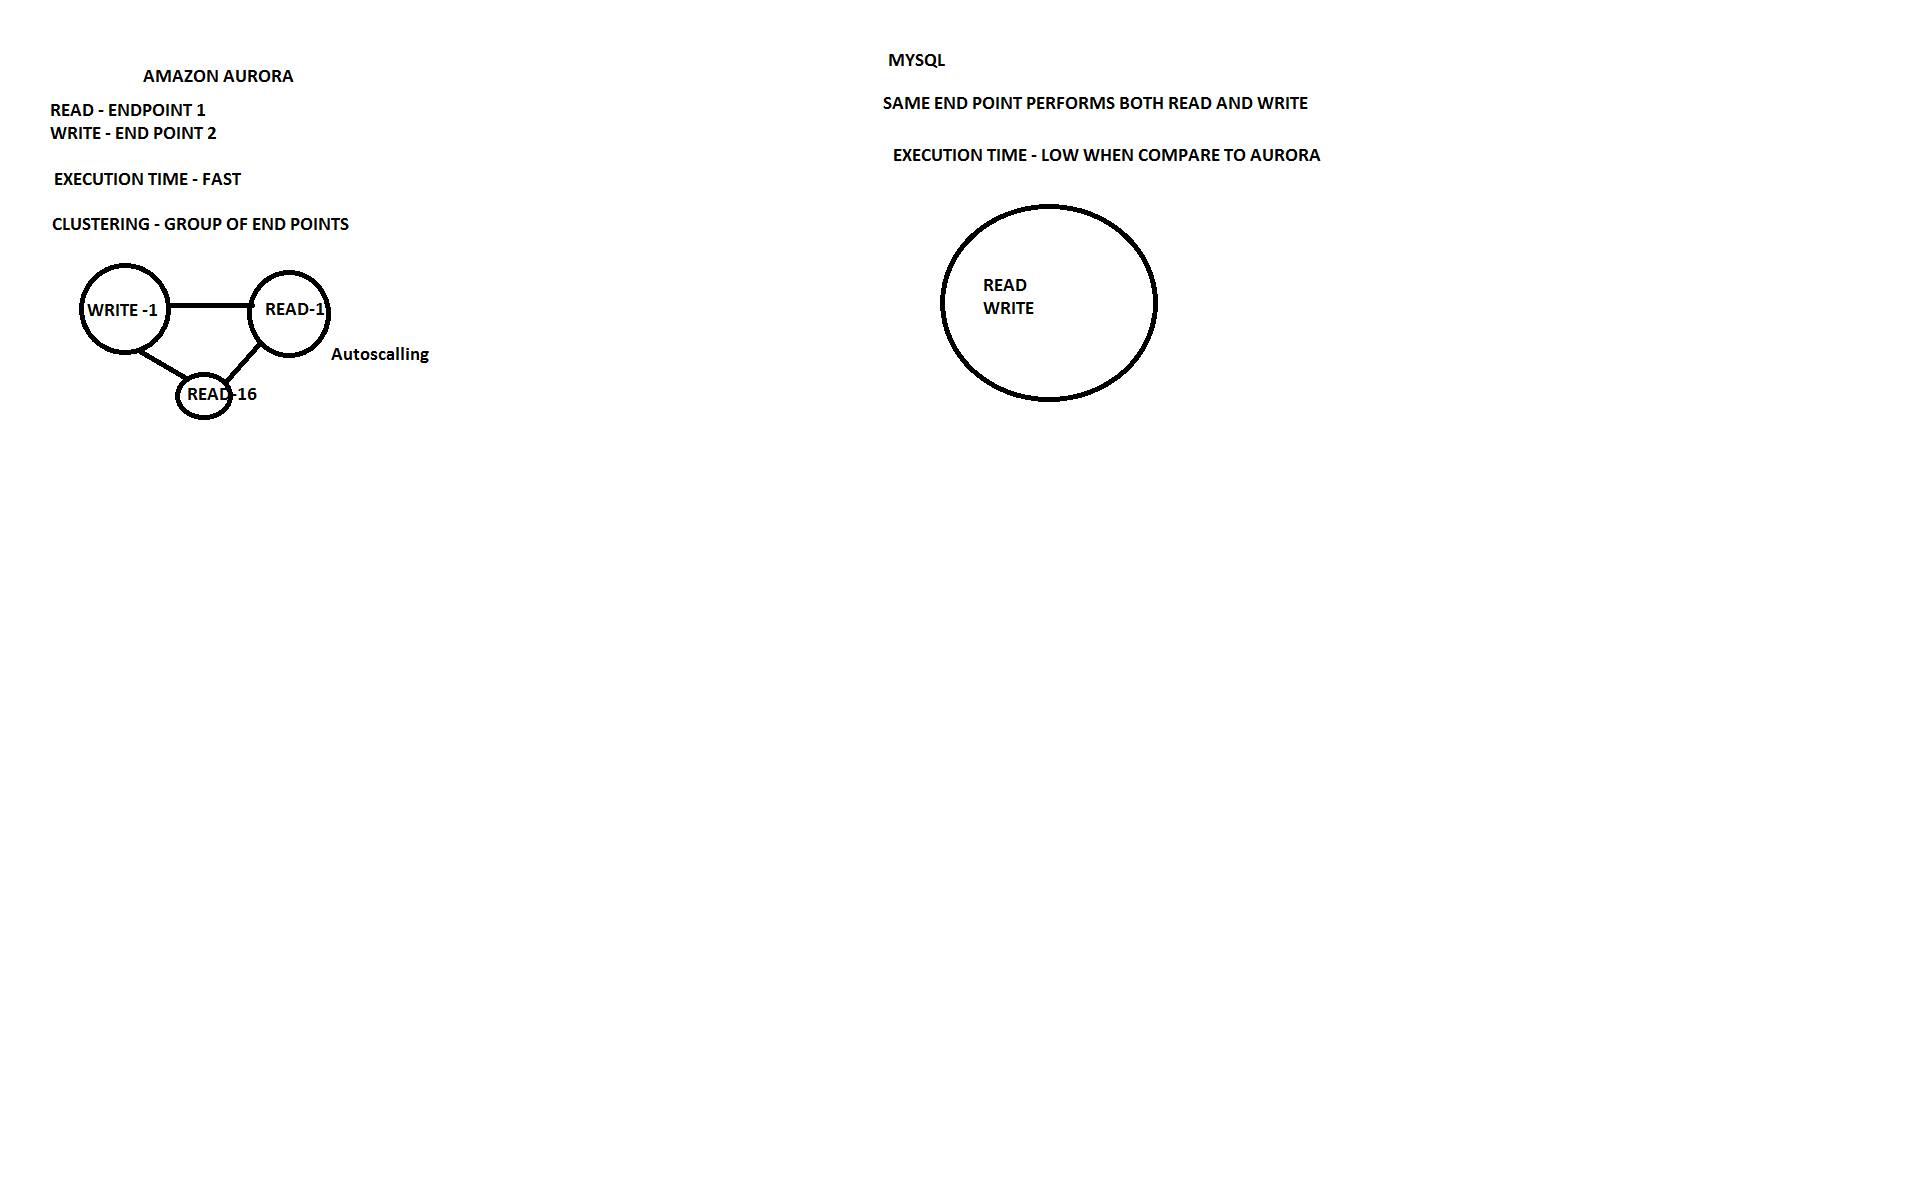 AMAZON AURORA
READ - ENDPOINT 1
WRITE - END POINT 2
EXECUTION TIME - FAST
CLUSTERING - GROUP OF END POINTS
WRITE -1
READ-1
Autoscalling
READ-16
MYSQL
SAME END POINT PERFORMS BOTH READ AND WRITE
EXECUTION TIME - LOW WHEN COMPARE TO AURORA
READ
WRITE